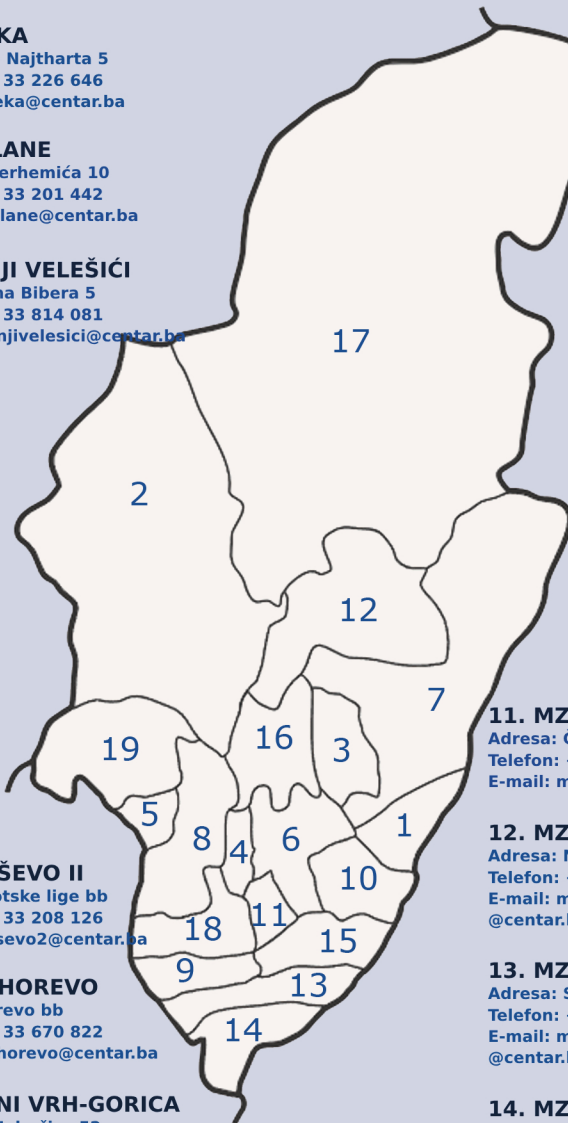 KA
Najtharta 5
33 226 646
eka@centar.ba
LANE
erhemića 10
33 201 442
lane@centar.ba
JI VELEŠIĆI
na Bibera 5
33 814 081
njivelesici@centar.ba
17
2
12
7
16
3
19
5
8
4
6
1
10
11
18
15
9
13
14
ŠEVO II
otske lige bb
33 208 126
sevo2@centar.ba
HOREVO
revo bb
33 670 822
horevo@centar.ba
NI VRH-GORICA
11. MZ
Adresa: Č
Telefon: +
E-mail: m
12. MZ
Adresa: N
Telefon: +
E-mail: m
@centar.b
13. MZ
Adresa: S
Telefon: +
E-mail: m
@centar.b
14. MZ